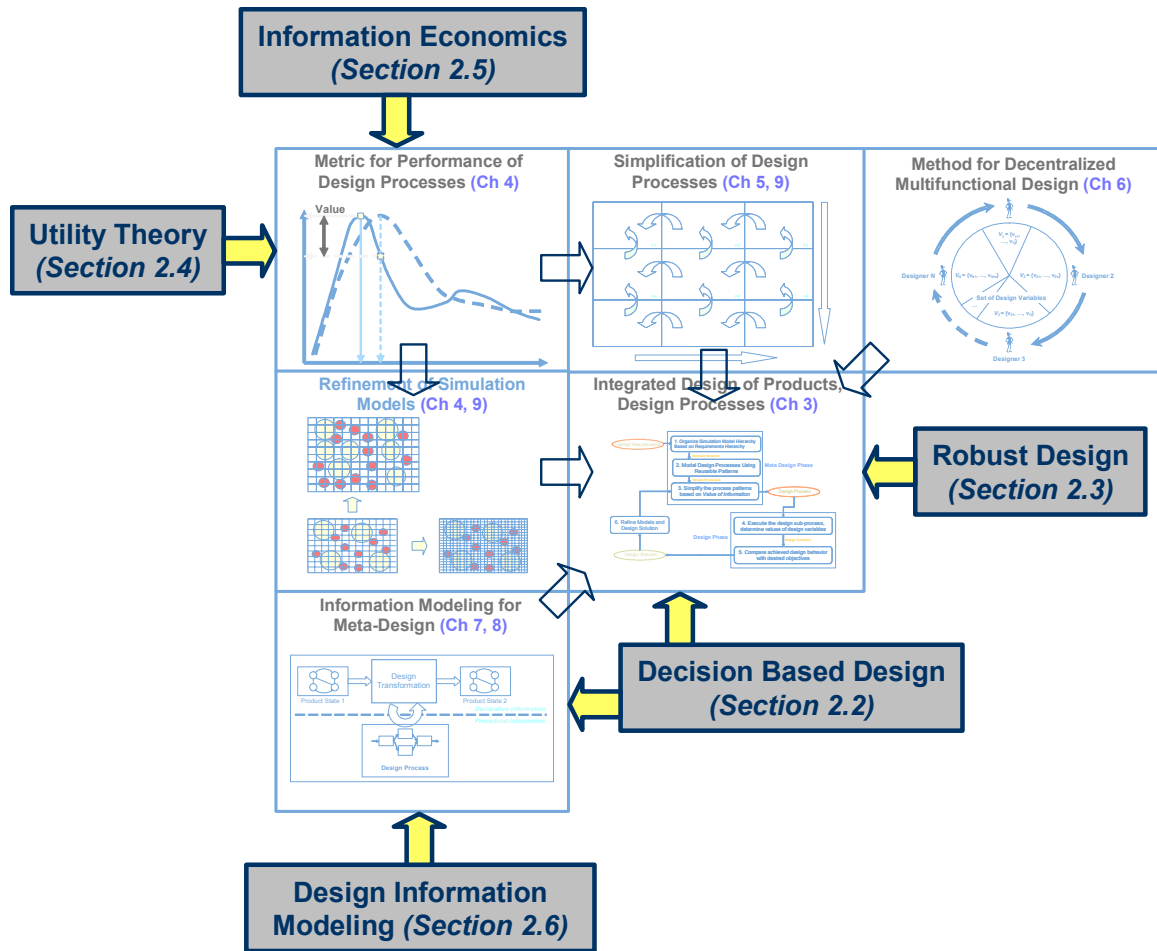 Information Economics
(Section 2.5)
Metric for Performance of
Design Processes (Ch 4)
Simplification of Design
Processes (Ch 5, 9)
Method for Decentralized
Multifunctional Design (Ch 6)
Value
Utility Theory
(Section 2.4)
Designer N
Designer 2
Set of Design Variables
...
Designer 3
Refinement of Simulation
Models (Ch 4, 9)
Integrated Design of Products,
Design Processes (Ch 3)
1. Organize Simulation Model Hierarchy
Based on Requirements Hierarchy
2. Model Design Processes Using
Reusable Patterns
Meta Design Phase
3. Simplify the process patterns
based on Value of Information
Design Process
6. Refine Models and
Design Solution
4. Execute the design sub-process,
determine values of design variables
Design Phase
5. Compare achieved design behavior
with desired objectives
Robust Design
(Section 2.3)
Information Modeling for
Meta-Design (Ch 7, 8)
Design
Transformation
Product State 1
Product State 2
Design Process
Decision Based Design
(Section 2.2)
Design Information
Modeling (Section 2.6)